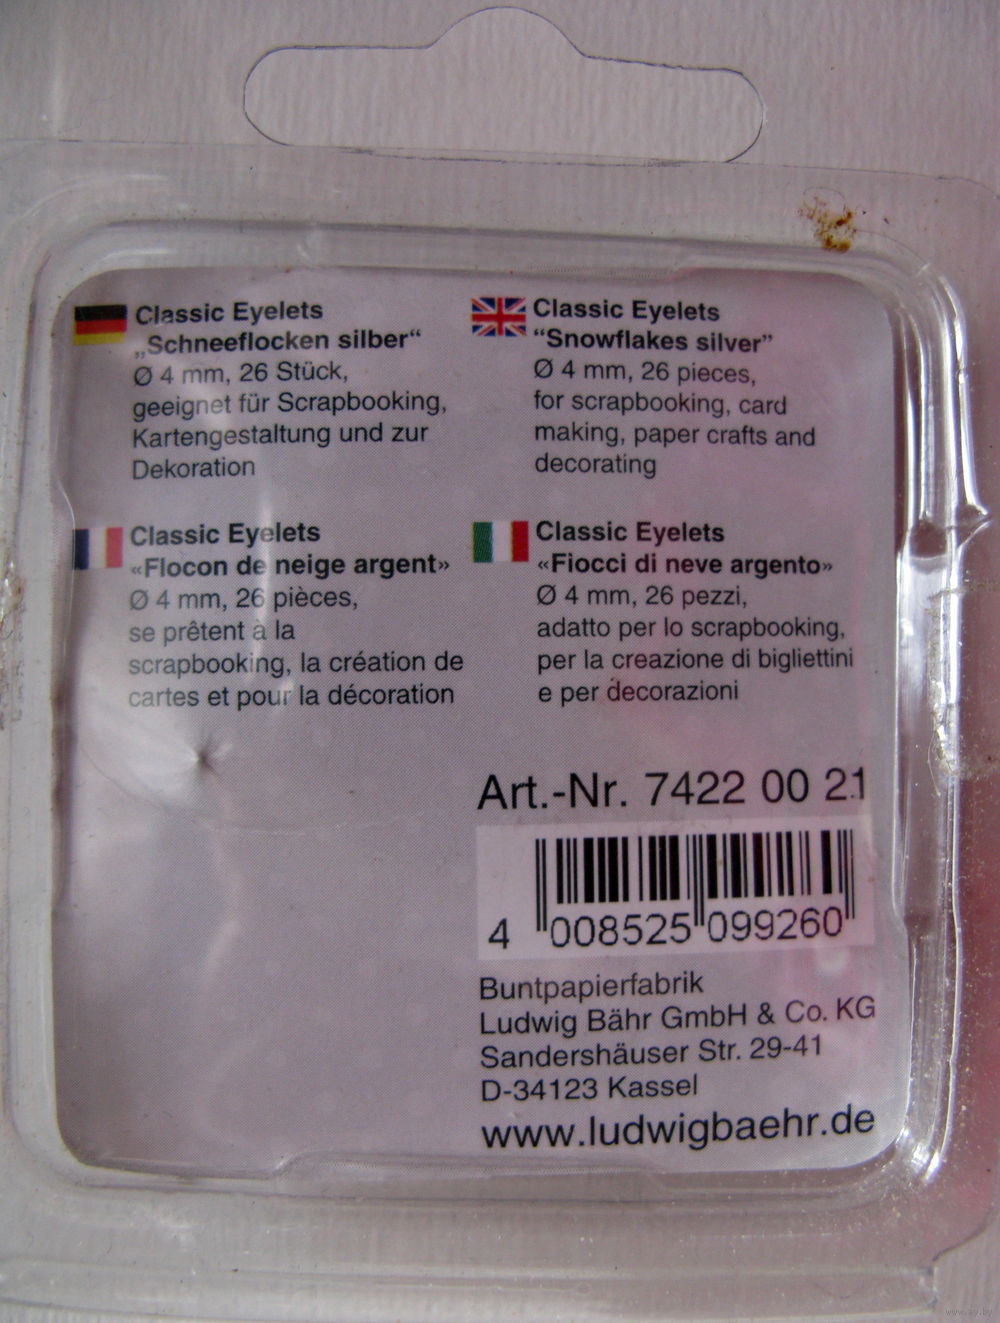 Classic Eyelets
„Schneeflocken silber“
Ø 4 mm, 26 Stück,
geeignet für Scrapbooking,
Kartengestaltung und zur
Dekoration
Classic Eyelets
“Snowflakes silver”
Ø 4 mm, 26 pieces,
for scrapbooking, card
making, paper crafts and
decorating
Classic Eyelets
«Flocon de neige argent»
Ø 4 mm, 26 pièces,
se prêtent à la
scrapbooking, la création de
cartes et pour la décoration
Classic Eyelets
«Fiocci di neve argento»
Ø 4 mm, 26 pezzi,
adatto per lo scrapbooking,
per la creazione di bigliettini
e per decorazioni
Art.-Nr. 7422 00 21
4 008525 099260
Buntpapierfabrik
Ludwig Bähr GmbH & Co. KG
Sandershäuser Str. 29-41
D-34123 Kassel
www.ludwigbaehr.de